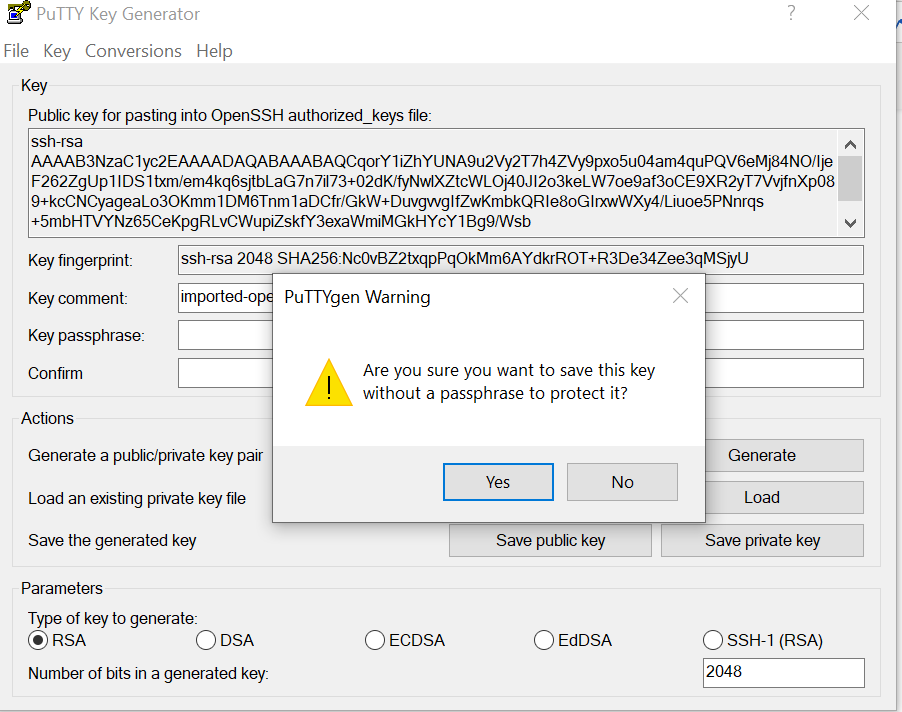 PuTTY Key Generator
?
File Key Conversions Help
Key
Public key for pasting into OpenSSH authorized_keys file:
ssh-rsa
AAAAB3NzaC1yc2EAAAADAQABAAABAQCqorY1iZhYUNA9u2Vy2T7h4ZVy9pxo5u04am4quPQV6eMj84NO/Ije
F262ZgUp1IDS1txm/em4kq6sjtbLaG7n7il73+02dK/fyNwlXZtcWLOj40JI2o3keLW7oe9af3oCE9XR2yT7VvjfnXp08
9+kcCNCyageaLo3OKmm1DM6Tnm1aDCfr/GkW+DuvgwvgIfZwKmbkQRIe8oGIrxwWXy4/Liuoe5PNnrqs
+5mbHTVYNz65CeKpgRLvCWupiZskfY3exaWmiMGkHYcY1Bg9/Wsb
Key fingerprint:
ssh-rsa 2048 SHA256:Nc0vBZ2txqpPqOkMm6AYdkrROT+R3De34Zee3qMSjyU
Key comment:
imported-ope
Key passphrase:
Confirm
PuTTYgen Warning
Are you sure you want to save this key
without a passphrase to protect it?
Yes
No
Actions
Generate a public/private key pair
Generate
Load an existing private key file
Load
Save the generated key
Save public key
Save private key
Parameters
Type of key to generate:
RSA DSA ECDSA EdDSA SSH-1 (RSA)
Number of bits in a generated key:
2048